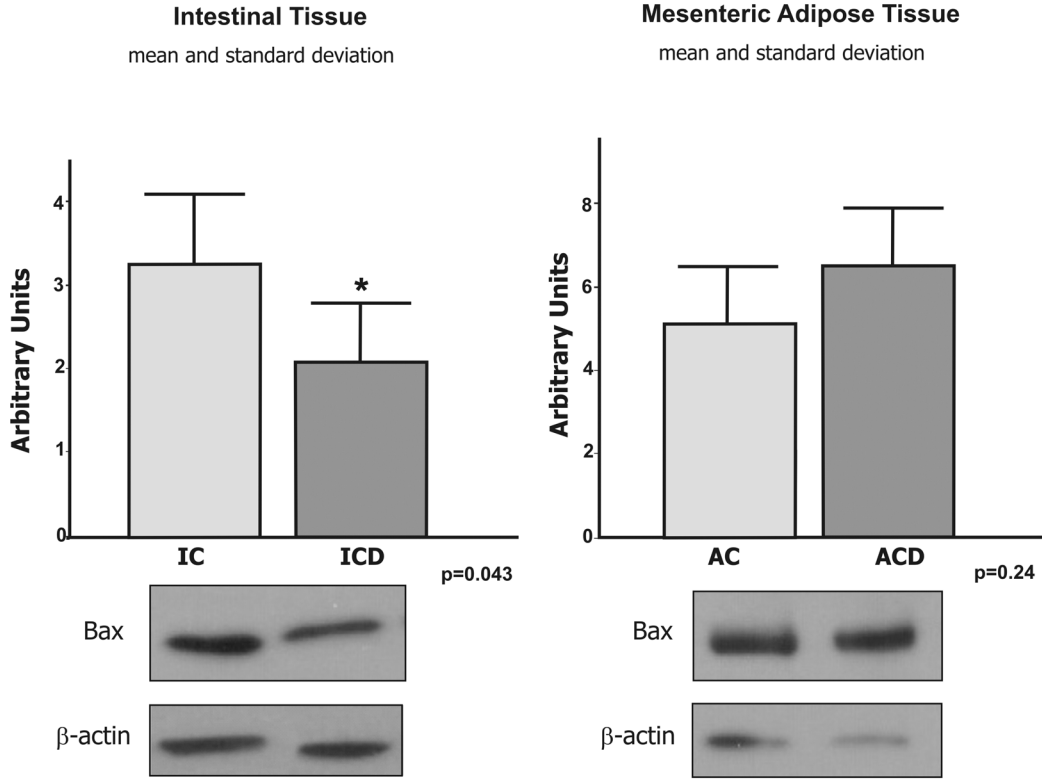 Intestinal Tissue
mean and standard deviation
Arbitrary Units
4
3
2
1
0
*
IC
ICD
p=0.043
Bax
β-actin
Mesenteric Adipose Tissue
mean and standard deviation
Arbitrary Units
8
6
4
2
0
AC
ACD
p=0.24
Bax
β-actin